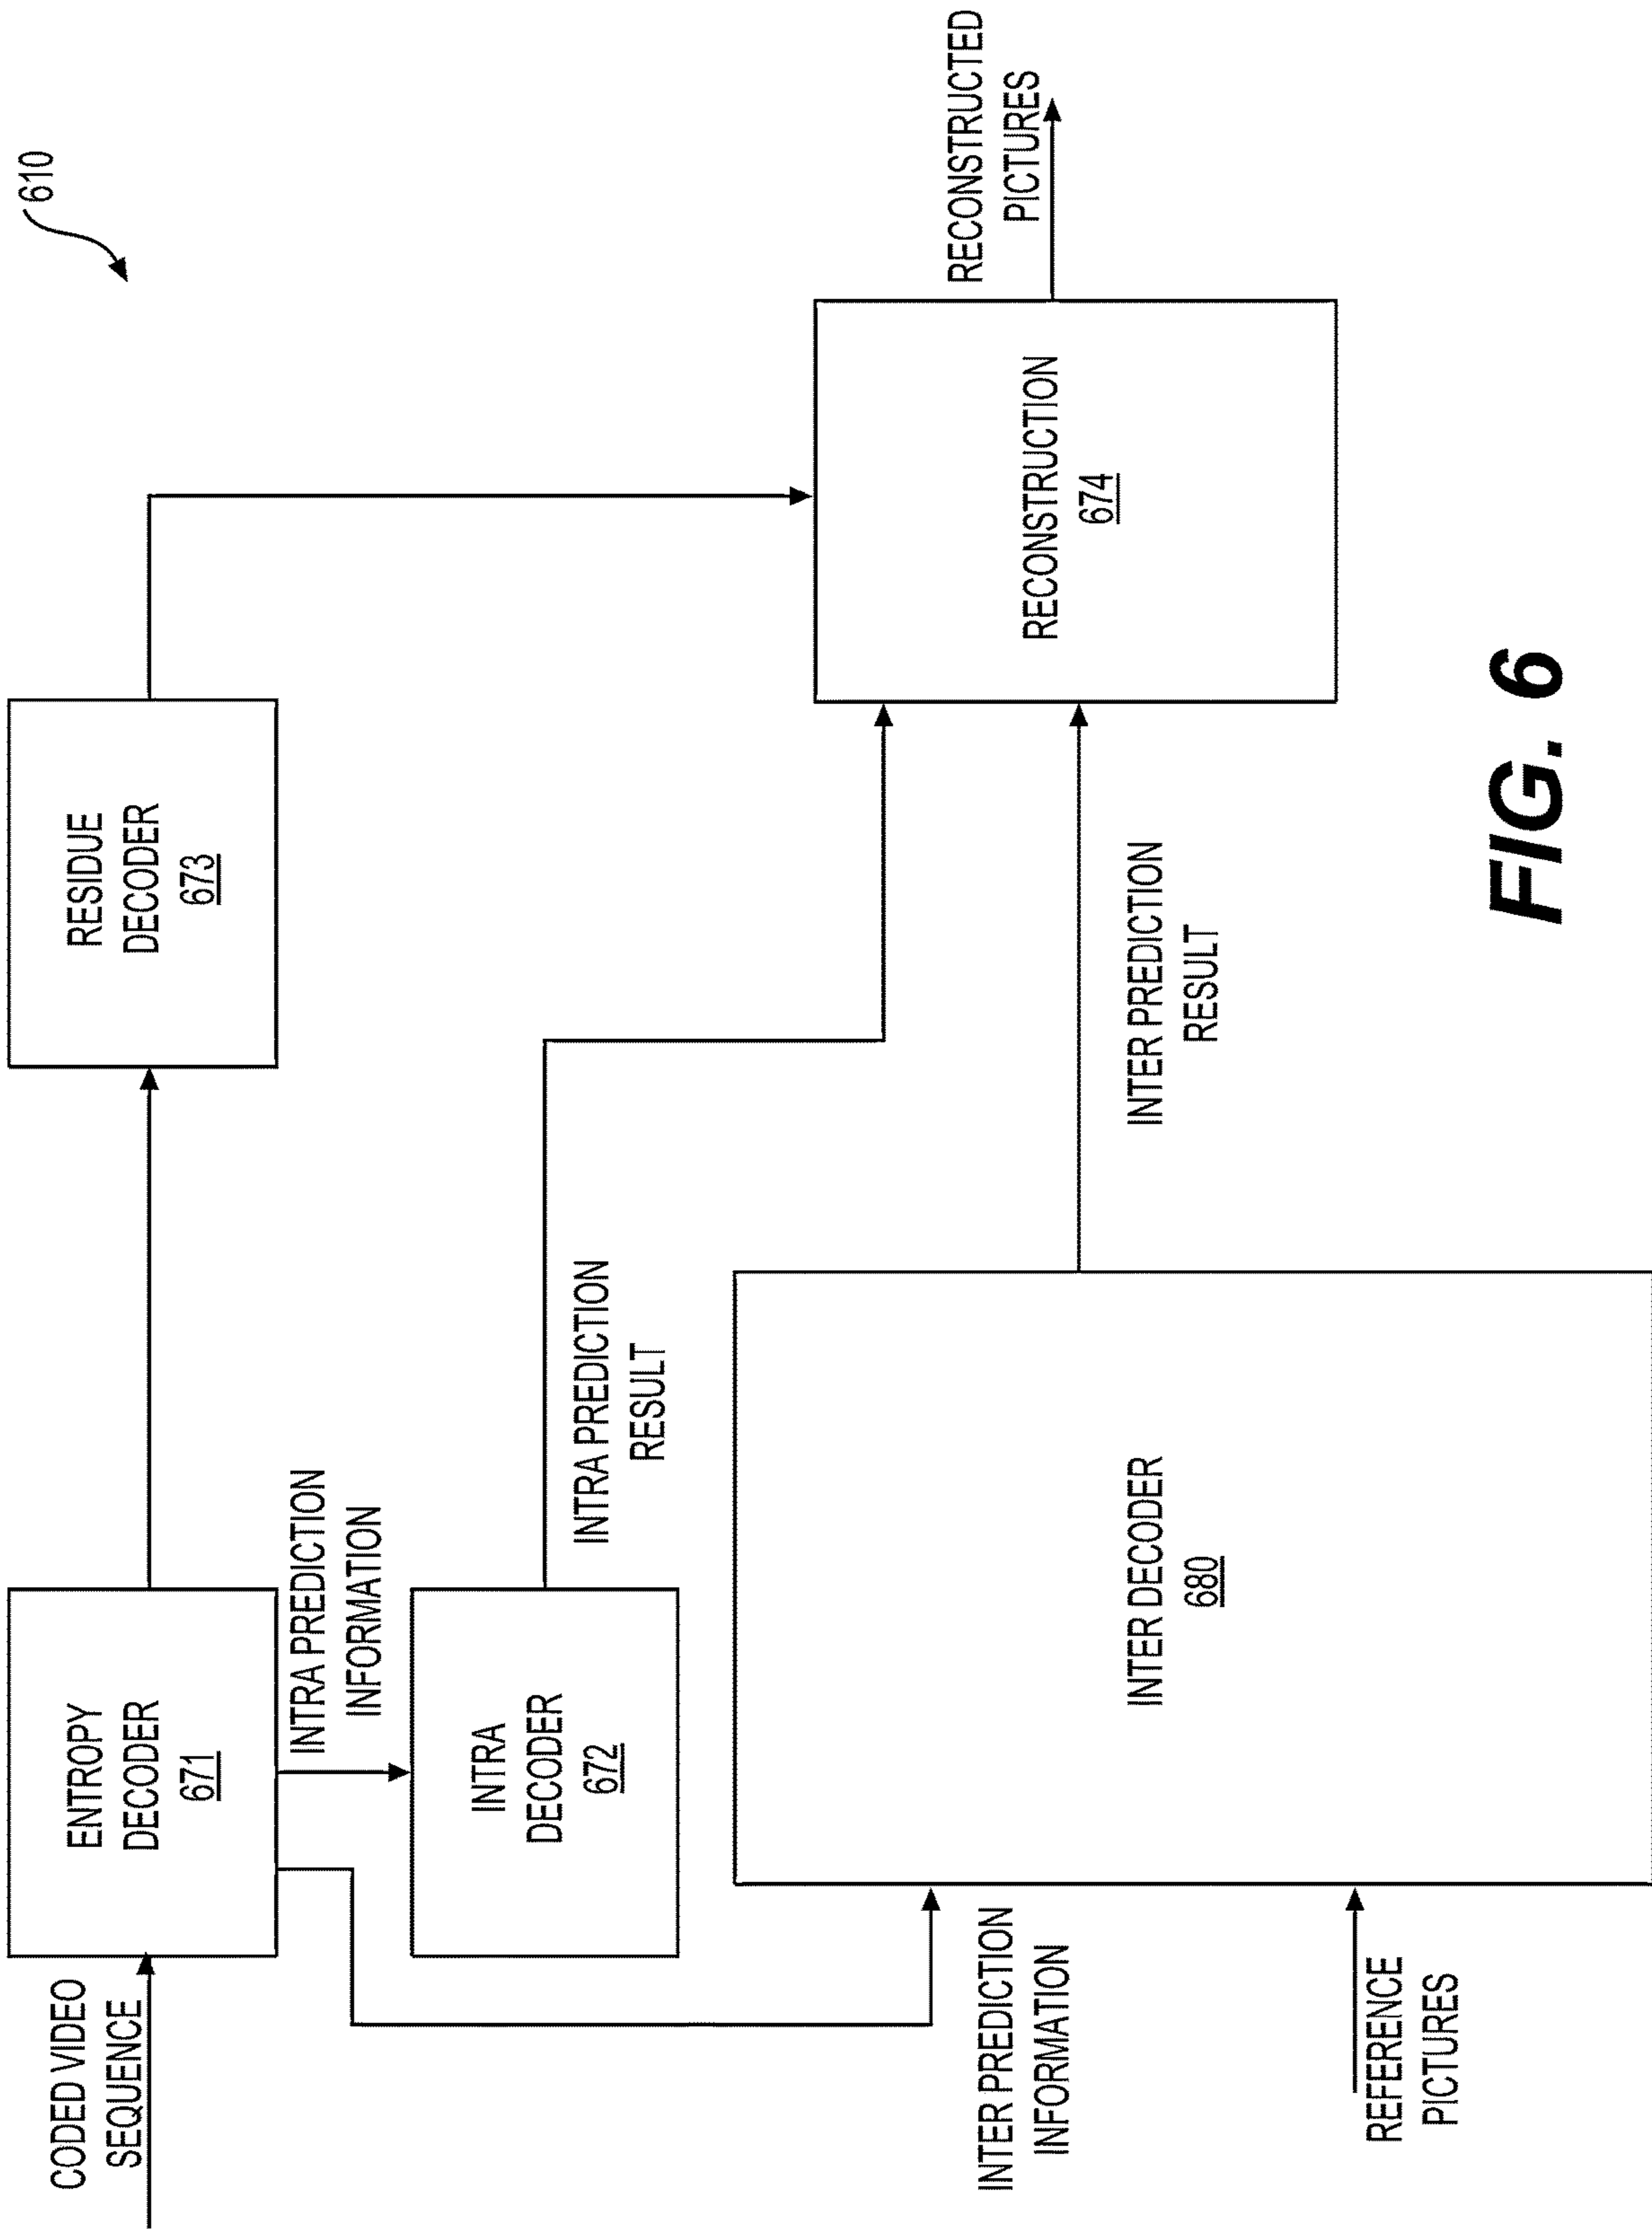 610
CODED VIDEO
SEQUENCE
ENTROPY
DECODER
671
RESIDUE
DECODER
673
INTRA PREDICTION
INFORMATION
INTRA
DECODER
672
INTRA PREDICTION
RESULT
RECONSTRUCTED
PICTURES
RECONSTRUCTION
674
INTER PREDICTION
INFORMATION
INTER DECODER
680
INTER PREDICTION
RESULT
REFERENCE
PICTURES
FIG. 6